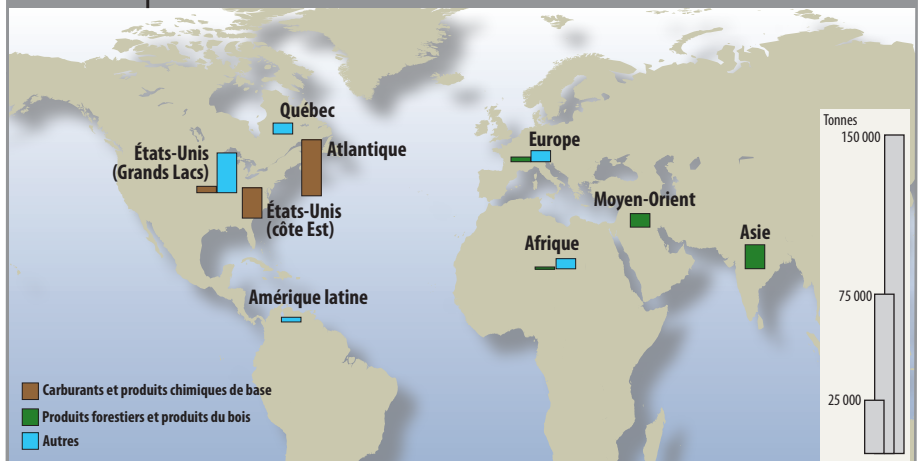 Québec
Atlantique
États-Unis
(Grands Lacs)
États-Unis
(côte Est)
Amérique latine
Europe
Moyen-Orient
Afrique
Asie
Tonnes
150 000
75 000
25 000
Carburants et produits chimiques de base
Produits forestiers et produits du bois
Autres